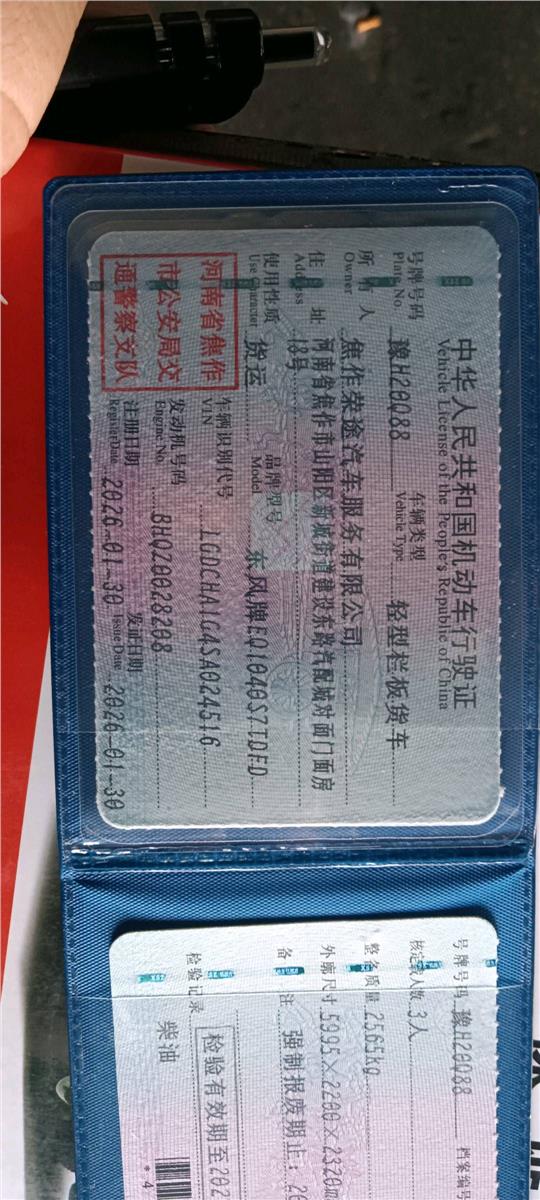 中华人民共和国机动车行驶证
Vehicle License of the People's Republic of China
号牌号码 豫H20Q88 车辆类型 轻型栏板货车
Plate No. Vehicle Type
所有人 焦作荣途汽车服务有限公司
Owner
住址 河南省焦作市山阳区新城街道建设东路汽配城对面门面房
Address 13号
使用性质 货运 品牌型号 东风牌EQ1040S7TDFD
Use Character Model
河南省焦作
市公安局交
通警察支队
车辆识别代号 LGDCHA1C4SA024516
VIN
发动机号码 BHQZ0028208
Engine No.
注册日期 2026-01-30 发证日期 2026-01-30
Register Date Issue Date
号牌号码 豫H20Q88 档案编
核定载人数 3人
整备质量 2565kg
外廓尺寸 5995×2200×2320m
备注 强制报废期止：20
检验有效期至202
检验记录
柴油
*4